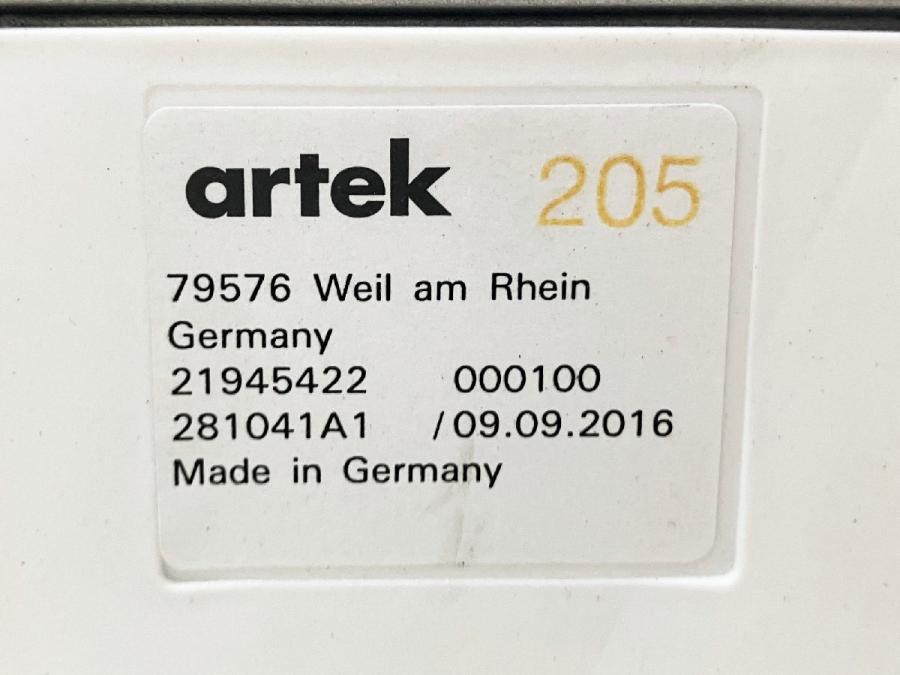 artek 205
79576 Weil am Rhein
Germany
21945422 000100
281041A1 /09.09.2016
Made in Germany